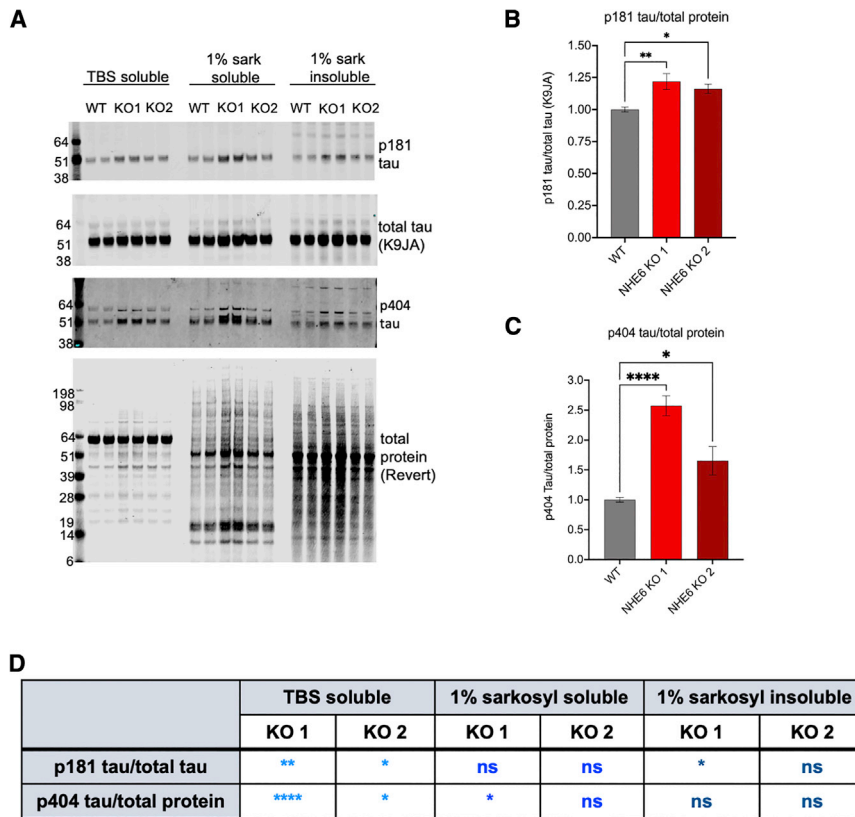 A
TBS soluble
1% sark
soluble
1% sark
insoluble
WT KO1 KO2
WT KO1 KO2
WT KO1 KO2
64
51
38
p181
tau
64
51
38
total tau
(K9JA)
64
51
38
p404
tau
198
98
64
51
39
28
19
14
6
total
protein
(Revert)
B
p181 tau/total protein
p181 tau/total tau (K9JA)
1.50
1.25
1.00
0.75
0.50
0.25
0.00
**
*
WT
NHE6 KO 1
NHE6 KO 2
C
p404 tau/total protein
p404 Tau/total protein
3.0
2.5
2.0
1.5
1.0
0.5
0.0
****
*
WT
NHE6 KO 1
NHE6 KO 2
D
TBS soluble 1% sarkosyl soluble 1% sarkosyl insoluble
KO 1 KO 2 KO 1 KO 2 KO 1 KO 2
p181 tau/total tau ** * ns ns * ns
p404 tau/total protein **** * * ns ns ns